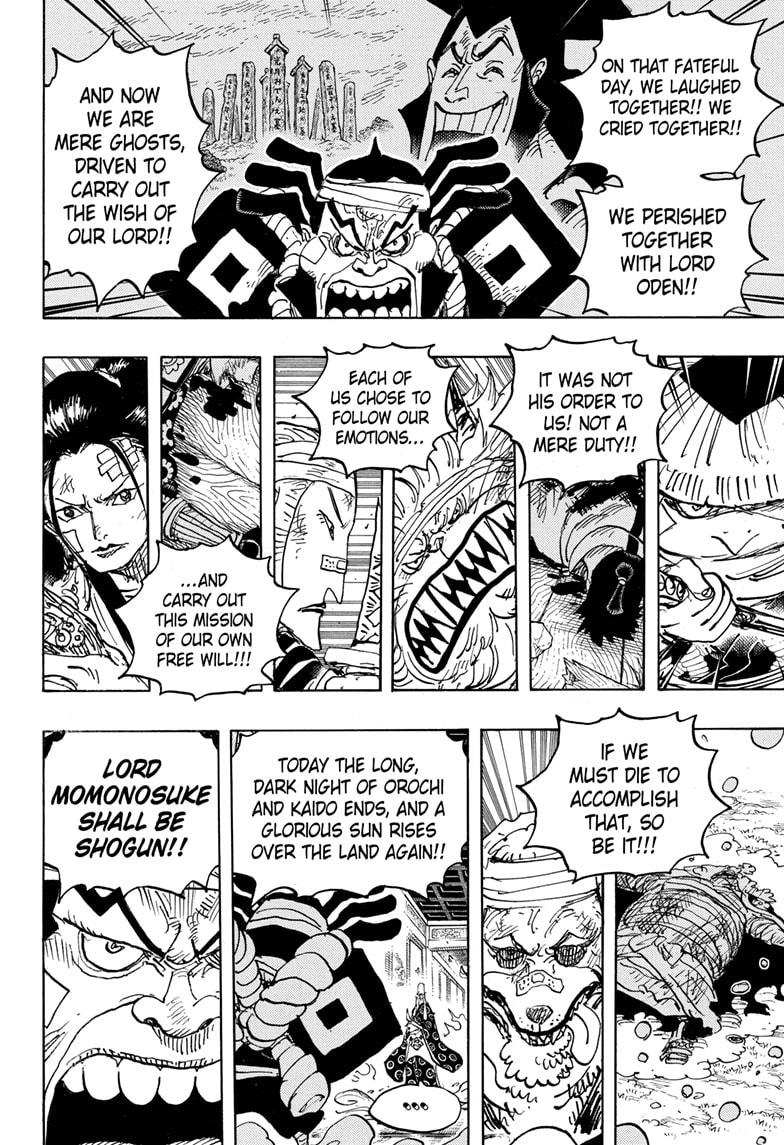 ON THAT FATEFUL
DAY, WE LAUGHED
TOGETHER!! WE
CRIED TOGETHER!!
WE PERISHED
TOGETHER
WITH LORD
ODEN!!
AND NOW
WE ARE
MERE GHOSTS,
DRIVEN TO
CARRY OUT
THE WISH OF
OUR LORD!!
IT WAS NOT
HIS ORDER TO
US! NOT A
MERE DUTY!!
EACH OF
US CHOSE TO
FOLLOW OUR
EMOTIONS...
...AND
CARRY OUT
THIS MISSION
OF OUR OWN
FREE WILL!!!
IF WE
MUST DIE TO
ACCOMPLISH
THAT, SO
BE IT!!!
TODAY THE LONG,
DARK NIGHT OF OROCHI
AND KAIDO ENDS, AND A
GLORIOUS SUN RISES
OVER THE LAND AGAIN!!
LORD
MOMONOSUKE
SHALL BE
SHOGUN!!